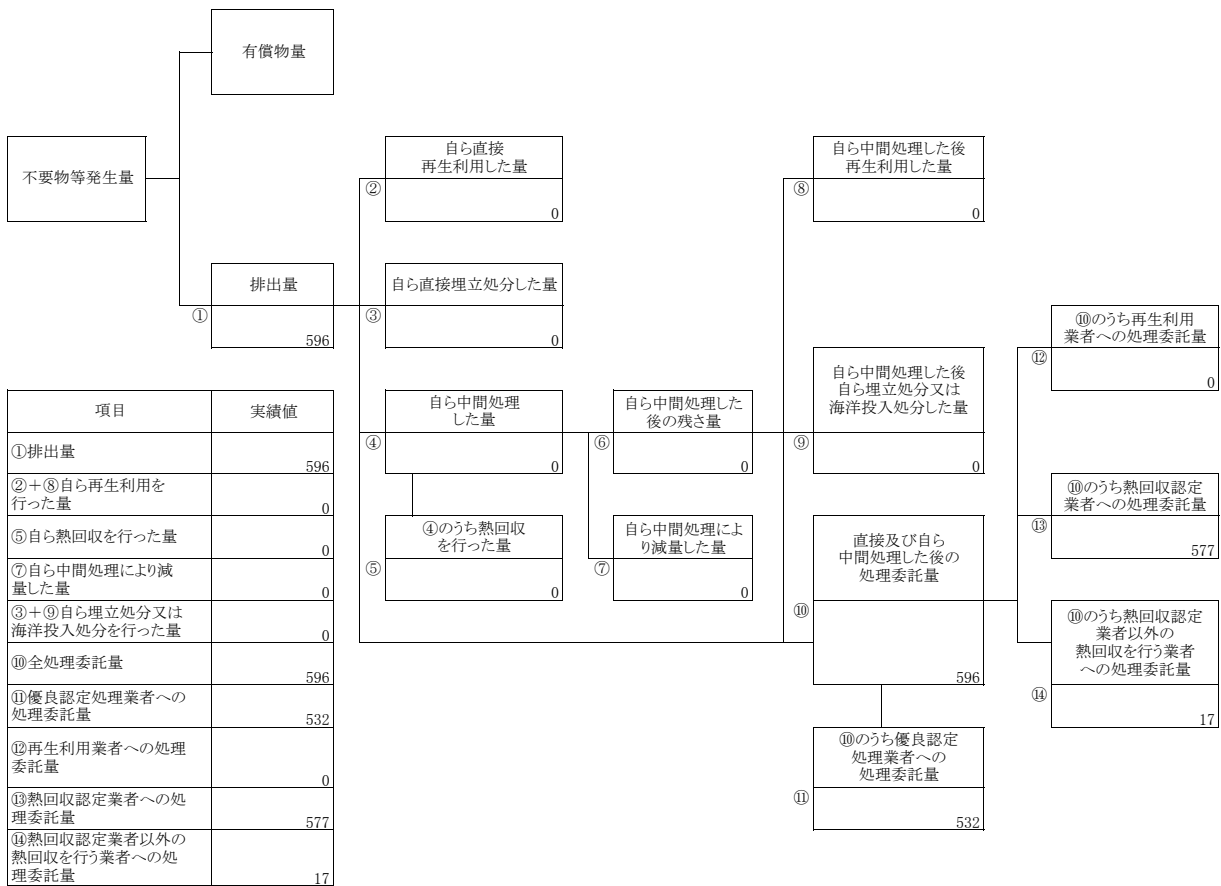 有償物量
不要物等発生量
自ら直接
再生利用した量
②
0
自ら中間処理した後
再生利用した量
⑧
0
排出量
①
596
自ら直接埋立処分した量
③
0
⑩のうち再生利用
業者への処理委託量
⑫
0
自ら中間処理
した量
④
0
自ら中間処理した
後の残さ量
⑥
0
自ら中間処理した後
自ら埋立処分又は
海洋投入処分した量
⑨
0
⑩のうち熱回収認定
業者への処理委託量
⑬
577
④のうち熱回収
を行った量
⑤
0
自ら中間処理によ
り減量した量
⑦
0
直接及び自ら
中間処理した後の
処理委託量
⑩
596
⑩のうち熱回収認定
業者以外の
熱回収を行う業者
への処理委託量
⑭
17
⑩のうち優良認定
処理業者への
処理委託量
⑪
532
項目 実績値
①排出量
596
②＋⑧自ら再生利用を
行った量
0
⑤自ら熱回収を行った量
0
⑦自ら中間処理により減
量した量
0
③＋⑨自ら埋立処分又は
海洋投入処分を行った量
0
⑩全処理委託量
596
⑪優良認定処理業者への
処理委託量
532
⑫再生利用業者への処理
委託量
0
⑬熱回収認定業者への処
理委託量
577
⑭熱回収認定業者以外の
熱回収を行う業者への処
理委託量
17